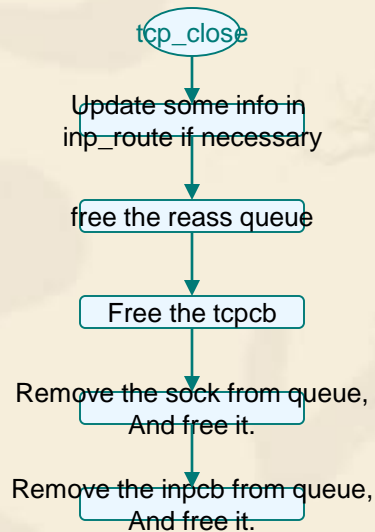 tcp_close
Update some info in
inp_route if necessary
free the reass queue
Free the tcpcb
Remove the sock from queue,
And free it.
Remove the inpcb from queue,
And free it.